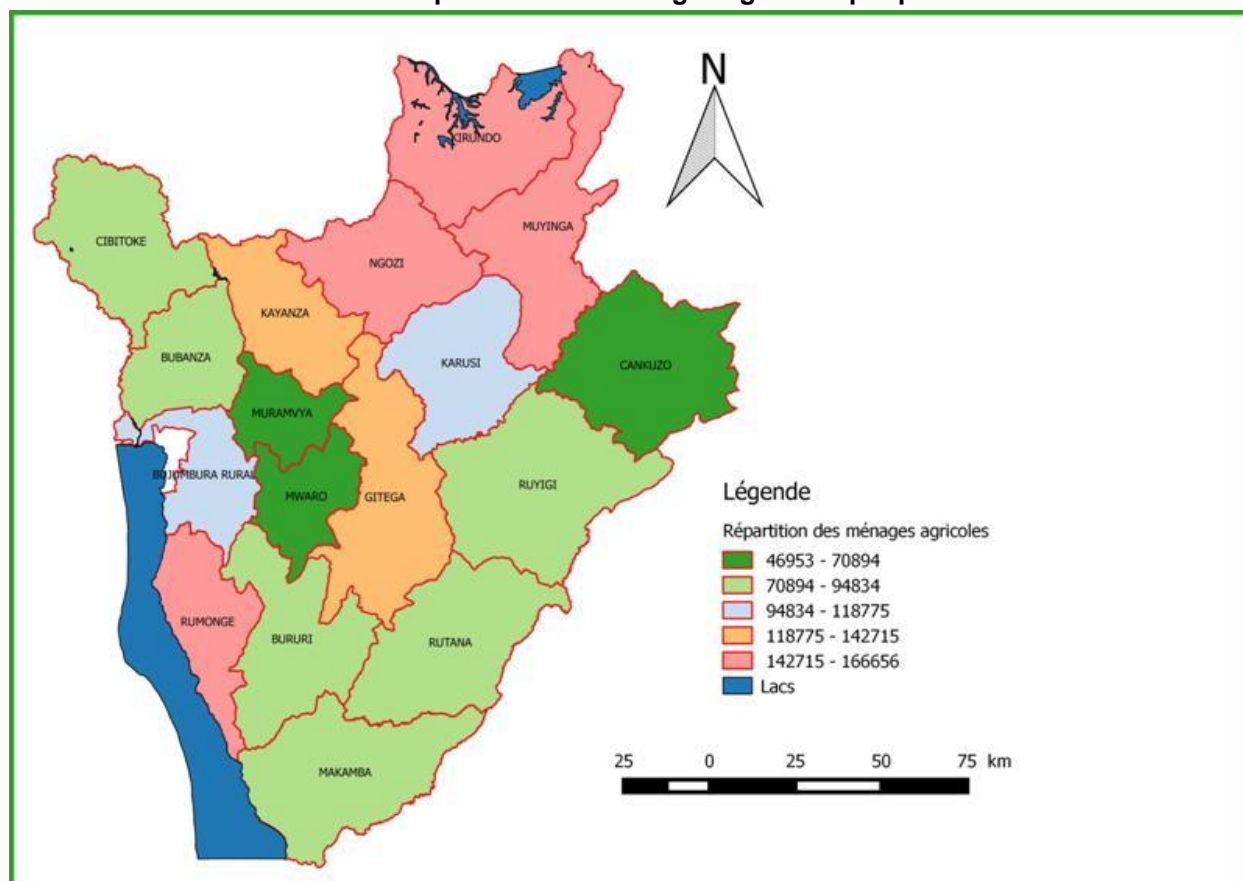 N
KIRUNDO
MUYINGA
CIBITOKE
NGOZI
KAYANZA
BUBANZA
KARUSI
CANKUZO
MURAMVYA
BUJUMBURA RURAL
MWARO
GITEGA
RUYIGI
RUMONGE
BURURI
RUTANA
MAKAMBA
Légende
Répartition des ménages agricoles
46953 - 70894
70894 - 94834
94834 - 118775
118775 - 142715
142715 - 166656
Lacs
25 0 25 50 75 km